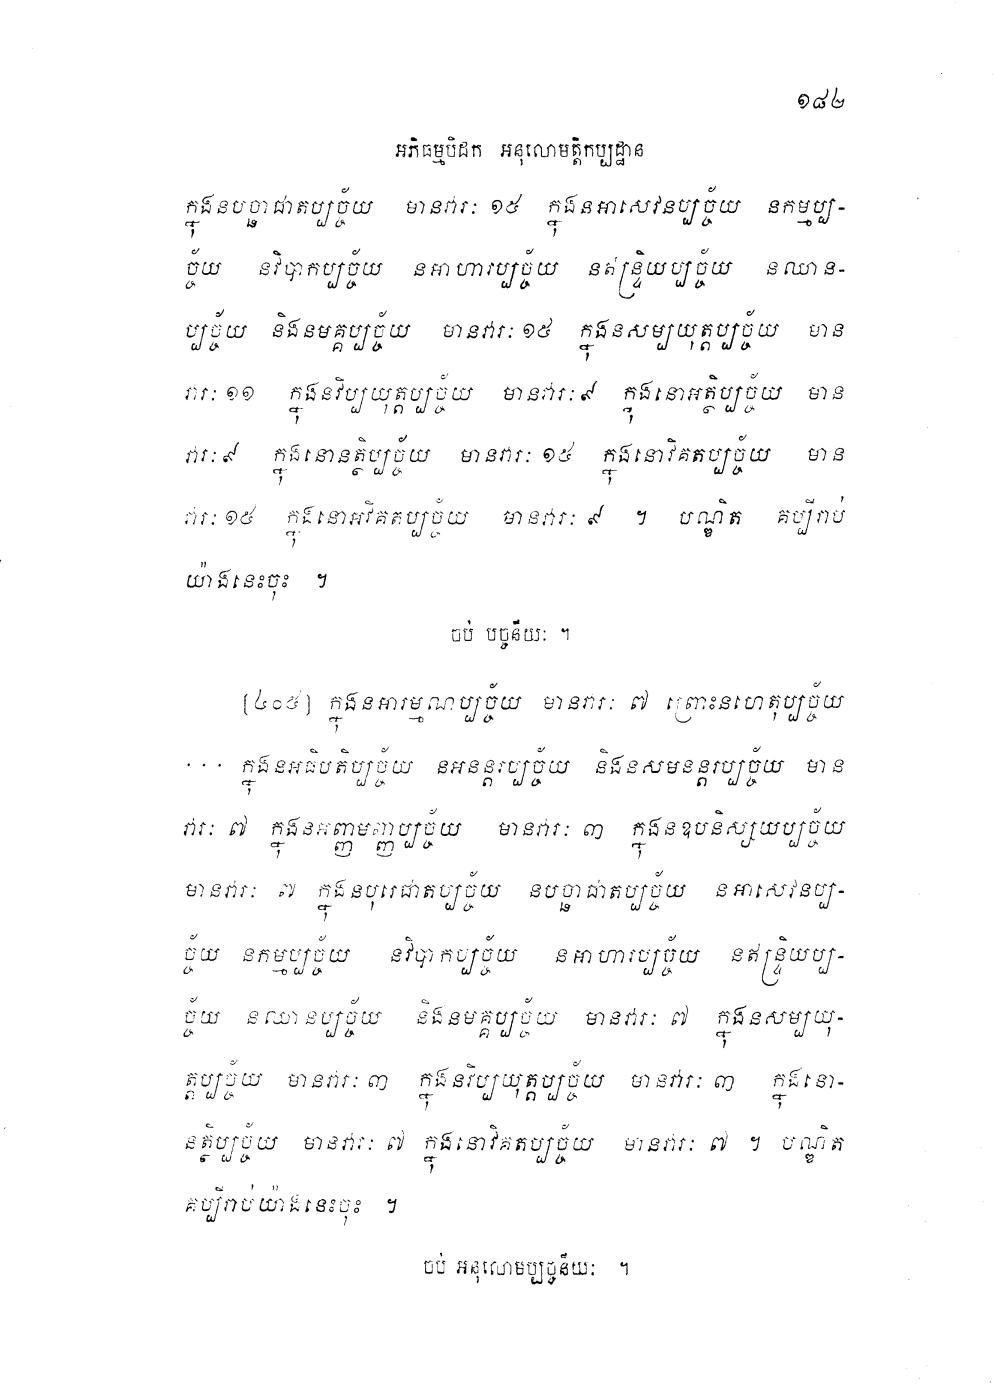 ១៨២
អភិធម្មបិដក អនុលោមត្តិកប្បដ្ឋាន
ក្នុងនបច្ឆាជាតប្បច្ច័យ មានវារៈ ១៥ ក្នុងនអាសេវនប្បច្ច័យ នកម្មប្ប-
ច្ច័យ នវិបាកប្បច្ច័យ នអាហារប្បច្ច័យ នឥន្ទ្រិយប្បច្ច័យ នឈាន-
ប្បច្ច័យ និងនមគ្គប្បច្ច័យ មានវារៈ ១៥ ក្នុងនសម្បយុត្តប្បច្ច័យ មាន
វារៈ ១១ ក្នុងនវិប្បយុត្តប្បច្ច័យ មានវារៈ ៩ ក្នុងនោអត្ថិប្បច្ច័យ មាន
វារៈ ៩ ក្នុងនោនត្ថិប្បច្ច័យ មានវារៈ ១៥ ក្នុងនោវិគតប្បច្ច័យ មាន
វារៈ ១៥ ក្នុងនោអវិគតប្បច្ច័យ មានវារៈ ៩ ។ បណ្ឌិត គប្បីរាប់
យ៉ាងនេះចុះ ។
ចប់ បច្ចនីយៈ ។
[៤០៥] ក្នុងនអារម្មណប្បច្ច័យ មានវារៈ ៧ ព្រោះនហេតុប្បច្ច័យ
... ក្នុងនអធិបតិប្បច្ច័យ នអនន្តរប្បច្ច័យ និងនសមនន្តរប្បច្ច័យ មាន
វារៈ ៧ ក្នុងនអញ្ញមញ្ញប្បច្ច័យ មានវារៈ ៣ ក្នុងនឧបនិស្សយប្បច្ច័យ
មានវារៈ ៧ ក្នុងនបុរេជាតប្បច្ច័យ នបច្ឆាជាតប្បច្ច័យ នអាសេវនប្ប-
ច្ច័យ នកម្មប្បច្ច័យ នវិបាកប្បច្ច័យ នអាហារប្បច្ច័យ នឥន្ទ្រិយប្ប-
ច្ច័យ នឈានប្បច្ច័យ និងនមគ្គប្បច្ច័យ មានវារៈ ៧ ក្នុងនសម្បយុ-
ត្តប្បច្ច័យ មានវារៈ ៣ ក្នុងនវិប្បយុត្តប្បច្ច័យ មានវារៈ ៣ ក្នុងនោ-
នត្ថិប្បច្ច័យ មានវារៈ ៧ ក្នុងនោវិគតប្បច្ច័យ មានវារៈ ៧ ។ បណ្ឌិត
គប្បីរាប់យ៉ាងនេះចុះ ។
ចប់ អនុលោមប្បច្ចនីយៈ ។